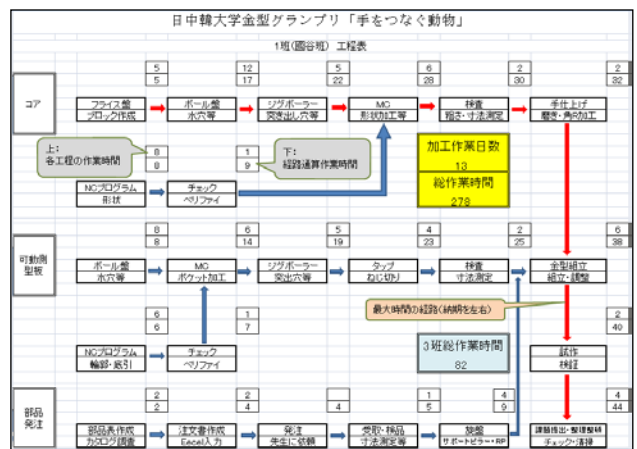 日中韓大学金型グランプリ「手をつなぐ動物」
1班(國谷班) 工程表
5 12 5 6 2 2
5 17 22 28 30 32
コア
フライス盤 ボール盤 ジグボーラー MC 検査 手仕上げ
ブロック作成 水穴等 突き出し穴等 形状加工等 粗さ・寸法測定 磨き・角R加工
上:
各工程の作業時間
8 1
8 9
下:
経路通算作業時間
加工作業日数
13
総作業時間
278
NCプログラム チェック
形状 ベリファイ
8 6 5 4 2 6
8 14 19 23 25 38
可動側
型板
ボール盤 MC ジグボーラー タップ 検査 金型組立
水穴等 ポケット加工 突出穴等 ねじ切り 寸法測定 組立・調整
最大時間の経路(納期を左右)
6 1 2
6 7 40
3班総作業時間
82
NCプログラム チェック 試作
輪郭・底引 ベリファイ 検証
2 2 1 4 4
2 4 4 5 9 44
部品
発注
部品表作成 注文書作成 発注 受取・検品 旋盤 課題抽出・整理整頓
カタログ調査 Excel入力 先生に依頼 寸法測定等 サポートピラー・RP チェック・清掃